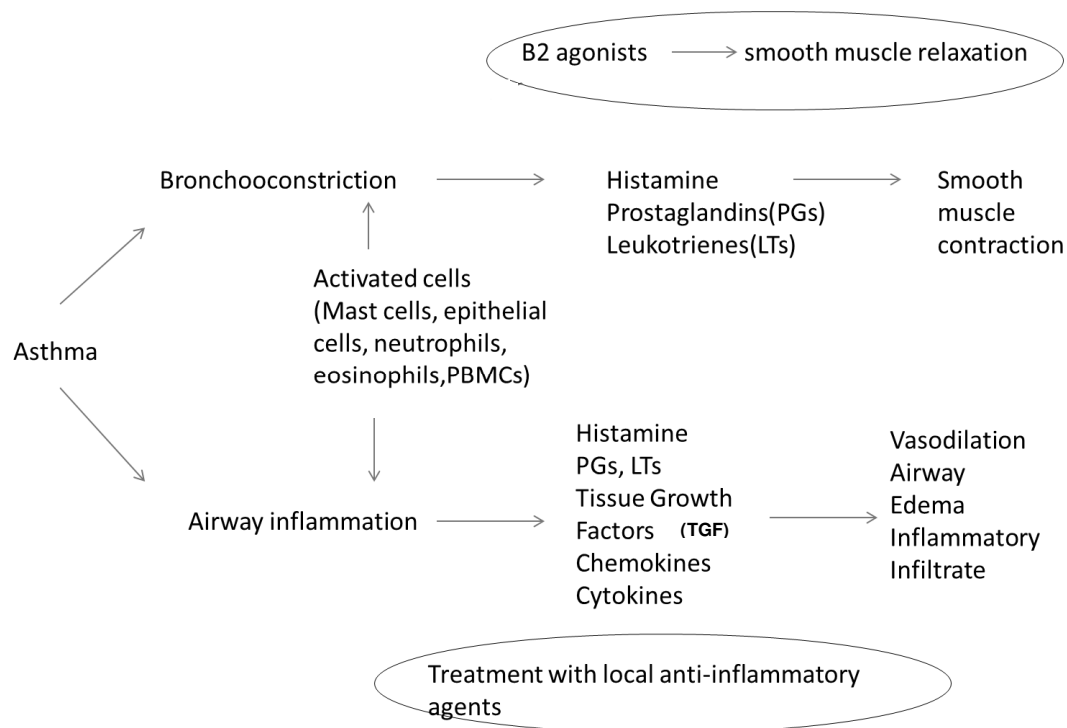 B2 agonists smooth muscle relaxation
Bronchooconstriction
Histamine
Prostaglandins(PGs)
Leukotrienes(LTs)
Smooth
muscle
contraction
Activated cells
(Mast cells, epithelial
cells, neutrophils,
eosinophils,PBMCs)
Asthma
Airway inflammation
Histamine
PGs, LTs
Tissue Growth
Factors (TGF)
Chemokines
Cytokines
Vasodilation
Airway
Edema
Inflammatory
Infiltrate
Treatment with local anti-inflammatory
agents